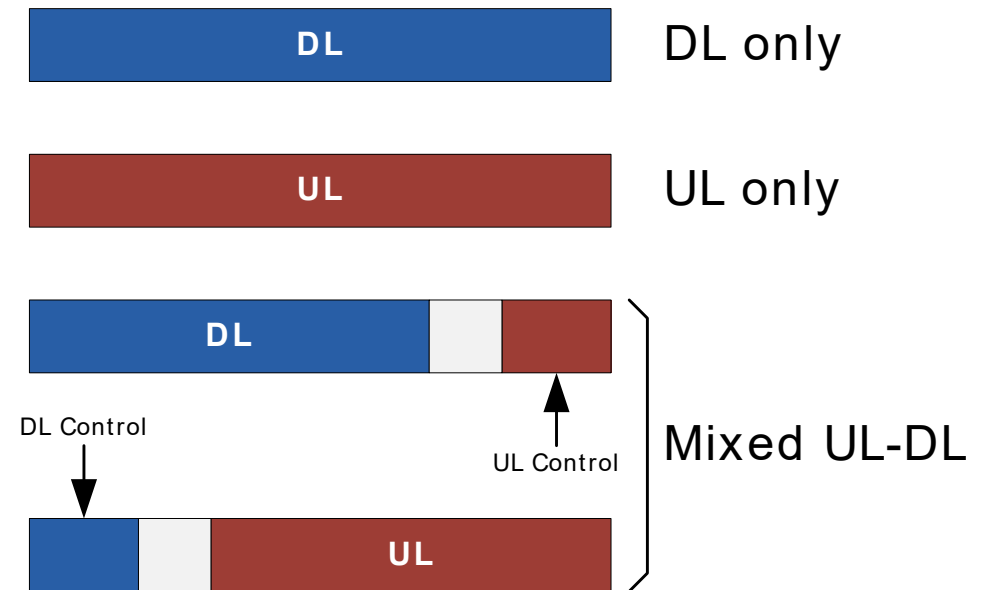 DL
DL only
UL
UL only
DL
DL Control
UL Control
Mixed UL-DL
UL